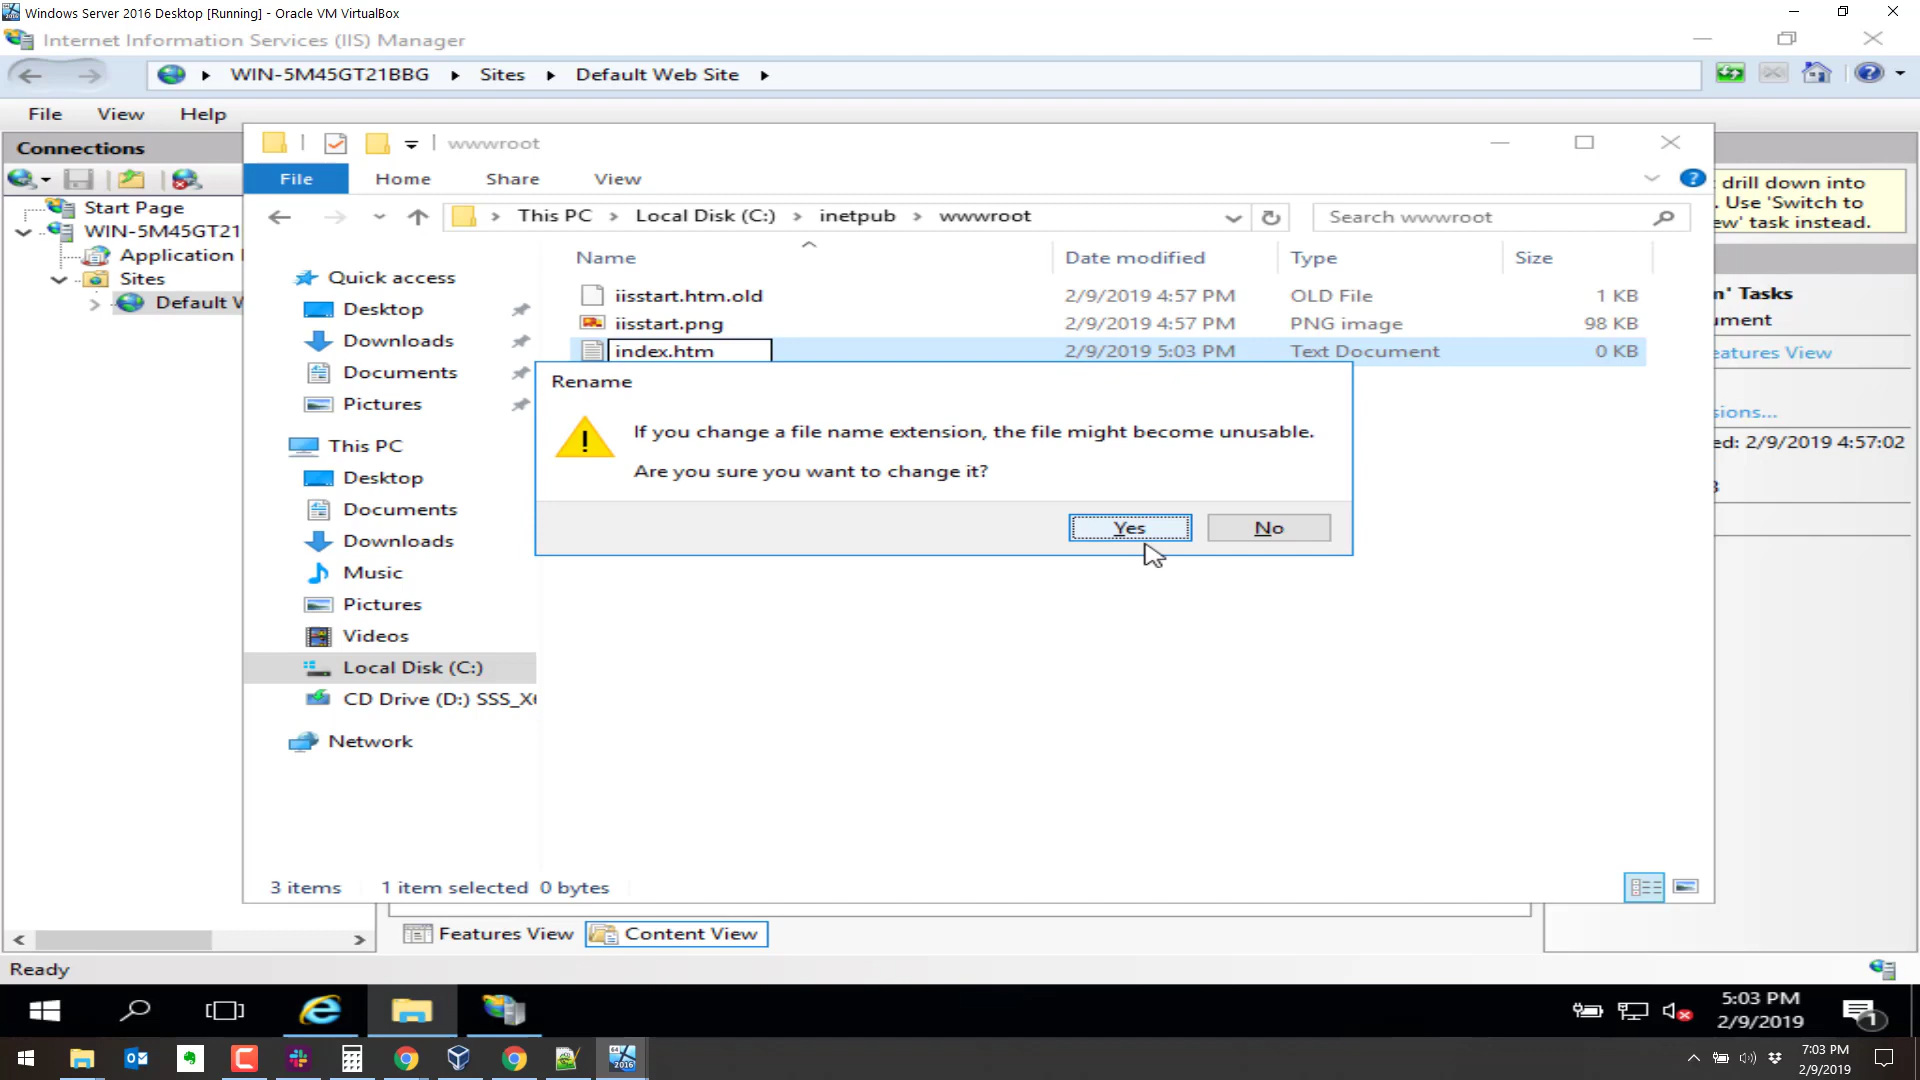 Windows Server 2016 Desktop [Running] - Oracle VM VirtualBox
Internet Information Services (IIS) Manager
WIN-5M45GT21BBG Sites Default Web Site
File View Help
Connections
Start Page
WIN-5M45GT21
Application
Sites
Default W
wwwroot
File Home Share View
This PC Local Disk (C:) inetpub wwwroot
Search wwwroot
Name Date modified Type Size
iisstart.htm.old 2/9/2019 4:57 PM OLD File 1 KB
iisstart.png 2/9/2019 4:57 PM PNG image 98 KB
index.htm 2/9/2019 5:03 PM Text Document 0 KB
Quick access
Desktop
Downloads
Documents
Pictures
This PC
Desktop
Documents
Downloads
Music
Pictures
Videos
Local Disk (C:)
CD Drive (D:) SSS_X
Network
Rename
If you change a file name extension, the file might become unusable.
Are you sure you want to change it?
Yes No
3 items 1 item selected 0 bytes
drill down into
. Use 'Switch to
ew' task instead.
n' Tasks
ument
eatures View
sions...
ed: 2/9/2019 4:57:02
Features View Content View
Ready
5:03 PM
2/9/2019
1
2016
7:03 PM
2/9/2019